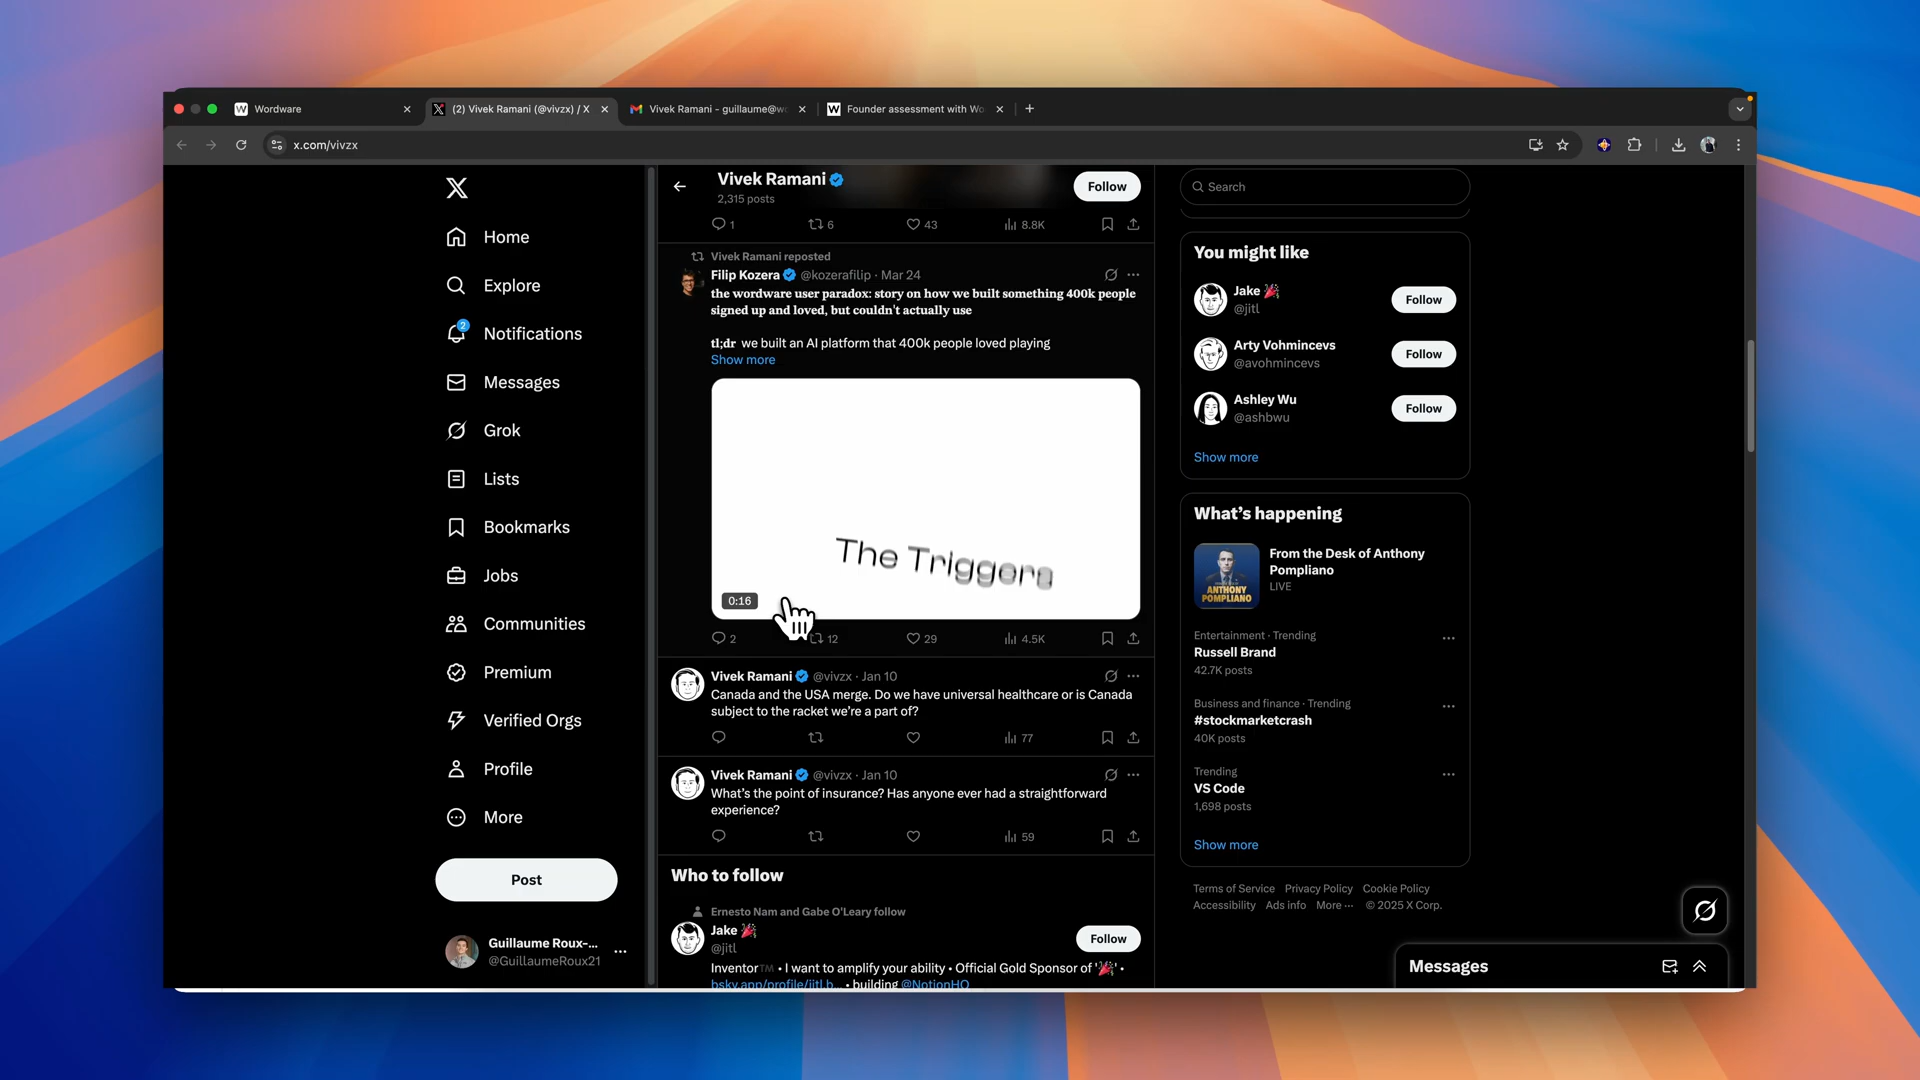 Wordware
(2) Vivek Ramani (@vivzx) / X
Vivek Ramani - guillaume@wo
Founder assessment with Wo
x.com/vivzx
Home
Explore
2
Notifications
Messages
Grok
Lists
Bookmarks
Jobs
Communities
Premium
Verified Orgs
Profile
More
Post
Guillaume Roux-...
@GuillaumeRoux21
Vivek Ramani
2,315 posts
Follow
1
6
43
8.8K
Vivek Ramani reposted
Filip Kozera @kozerafilip · Mar 24
the wordware user paradox: story on how we built something 400k people
signed up and loved, but couldn't actually use
tl;dr we built an AI platform that 400k people loved playing
Show more
The Triggers
0:16
2
12
29
4.5K
Vivek Ramani @vivzx · Jan 10
Canada and the USA merge. Do we have universal healthcare or is Canada
subject to the racket we're a part of?
77
Vivek Ramani @vivzx · Jan 10
What's the point of insurance? Has anyone ever had a straightforward
experience?
59
Who to follow
Ernesto Nam and Gabe O'Leary follow
Jake 🎉
@jitl
Follow
Inventor™ • I want to amplify your ability • Official Gold Sponsor of '🎉' •
bsky.app/profile/jitl.b... • building @NotionHQ
Search
You might like
Jake 🎉
@jitl
Follow
Arty Vohmincevs
@avohmincevs
Follow
Ashley Wu
@ashbwu
Follow
Show more
What's happening
ANTHONY
POMPLIANO
From the Desk of Anthony
Pompliano
LIVE
Entertainment · Trending
Russell Brand
42.7K posts
Business and finance · Trending
#stockmarketcrash
40K posts
Trending
VS Code
1,698 posts
Show more
Terms of Service Privacy Policy Cookie Policy
Accessibility Ads info More ··· © 2025 X Corp.
Messages